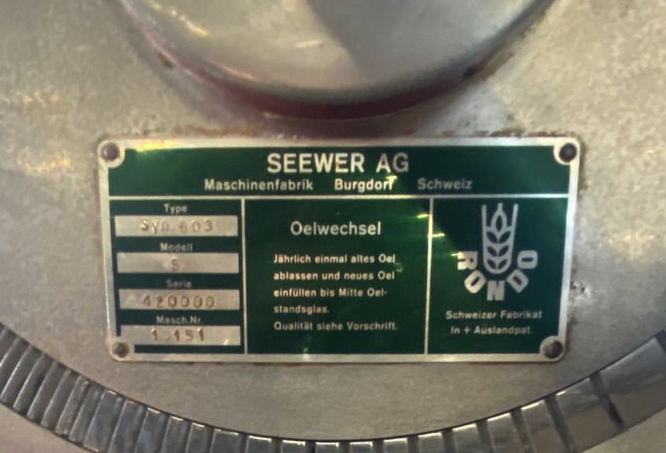 SEEWER AG
Maschinenfabrik Burgdorf Schweiz
Type
Syn.603
Modell
S
Serie
420000
Masch.Nr.
Oelwechsel
Jährlich einmal altes Oel
ablassen und neues Oel
einfüllen bis Mitte Oel-
standsglas.
Qualität siehe Vorschrift.
RONDO
Schweizer Fabrikat
In + Auslandpat.